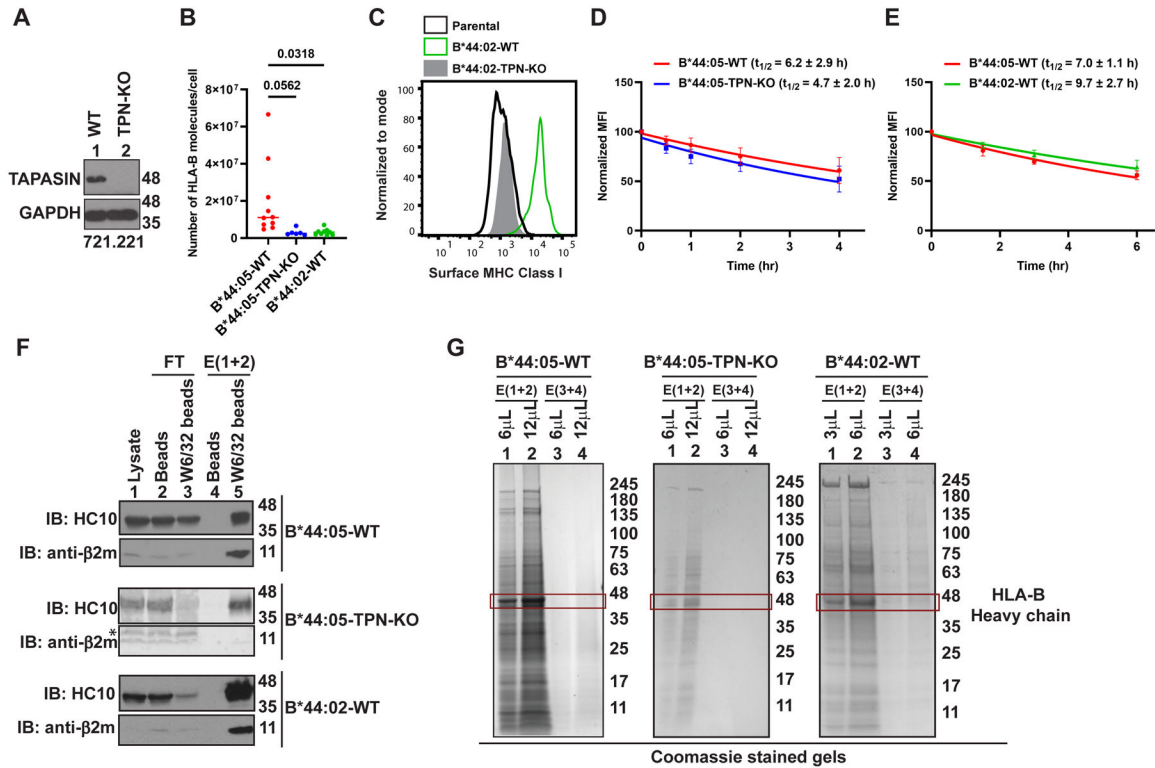 A
WT
TPN-KO
1 2
TAPASIN
48
GAPDH
48
35
721.221
B
Number of HLA-B molecules/cell
8×10⁷
6×10⁷
4×10⁷
2×10⁷
0
0.0318
0.0562
B*44:05-WT
B*44:05-TPN-KO
B*44:02-WT
C
Parental
B*44:02-WT
B*44:02-TPN-KO
Normalized to mode
100
80
60
40
20
0
10¹ 10² 10³ 10⁴ 10⁵
Surface MHC Class I
D
B*44:05-WT (t1/2 = 6.2 ± 2.9 h)
B*44:05-TPN-KO (t1/2 = 4.7 ± 2.0 h)
Normalized MFI
150
100
50
0
0 1 2 3 4
Time (hr)
E
B*44:05-WT (t1/2 = 7.0 ± 1.1 h)
B*44:02-WT (t1/2 = 9.7 ± 2.7 h)
Normalized MFI
150
100
50
0
0 2 4 6
Time (hr)
F
FT E(1+2)
Lysate
Beads
W6/32 beads
Beads
W6/32 beads
1 2 3 4 5
IB: HC10
48
35
IB: anti-β2m
11
B*44:05-WT
IB: HC10
48
35
*
IB: anti-β2m
11
B*44:05-TPN-KO
IB: HC10
48
35
IB: anti-β2m
11
B*44:02-WT
G
B*44:05-WT
E(1+2) E(3+4)
6µL 12µL 6µL 12µL
1 2 3 4
245
180
135
100
75
63
48
35
25
17
11
B*44:05-TPN-KO
E(1+2) E(3+4)
6µL 12µL 6µL 12µL
1 2 3 4
245
180
135
100
75
63
48
35
25
17
11
B*44:02-WT
E(1+2) E(3+4)
3µL 6µL 3µL 6µL
1 2 3 4
245
180
135
100
75
63
48
35
25
17
11
HLA-B
Heavy chain
Coomassie stained gels